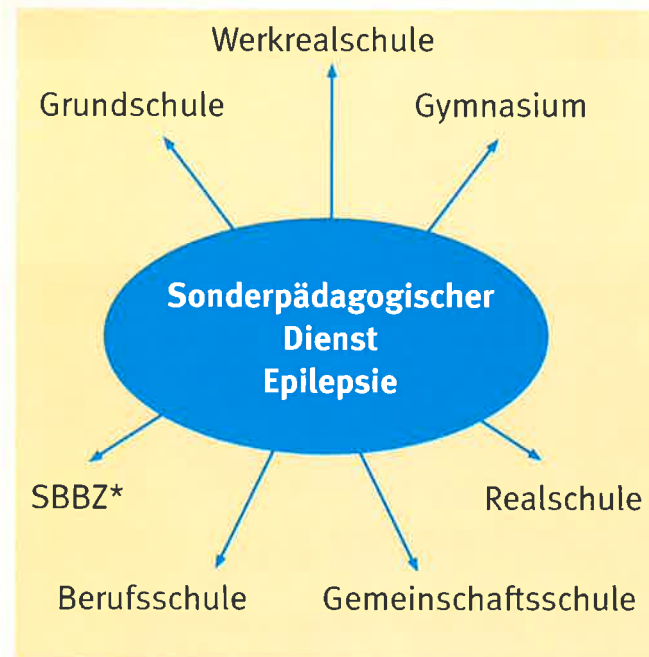 Werkrealschule
Grundschule
Gymnasium
Sonderpädagogischer
Dienst
Epilepsie
SBBZ*
Realschule
Berufsschule
Gemeinschaftsschule